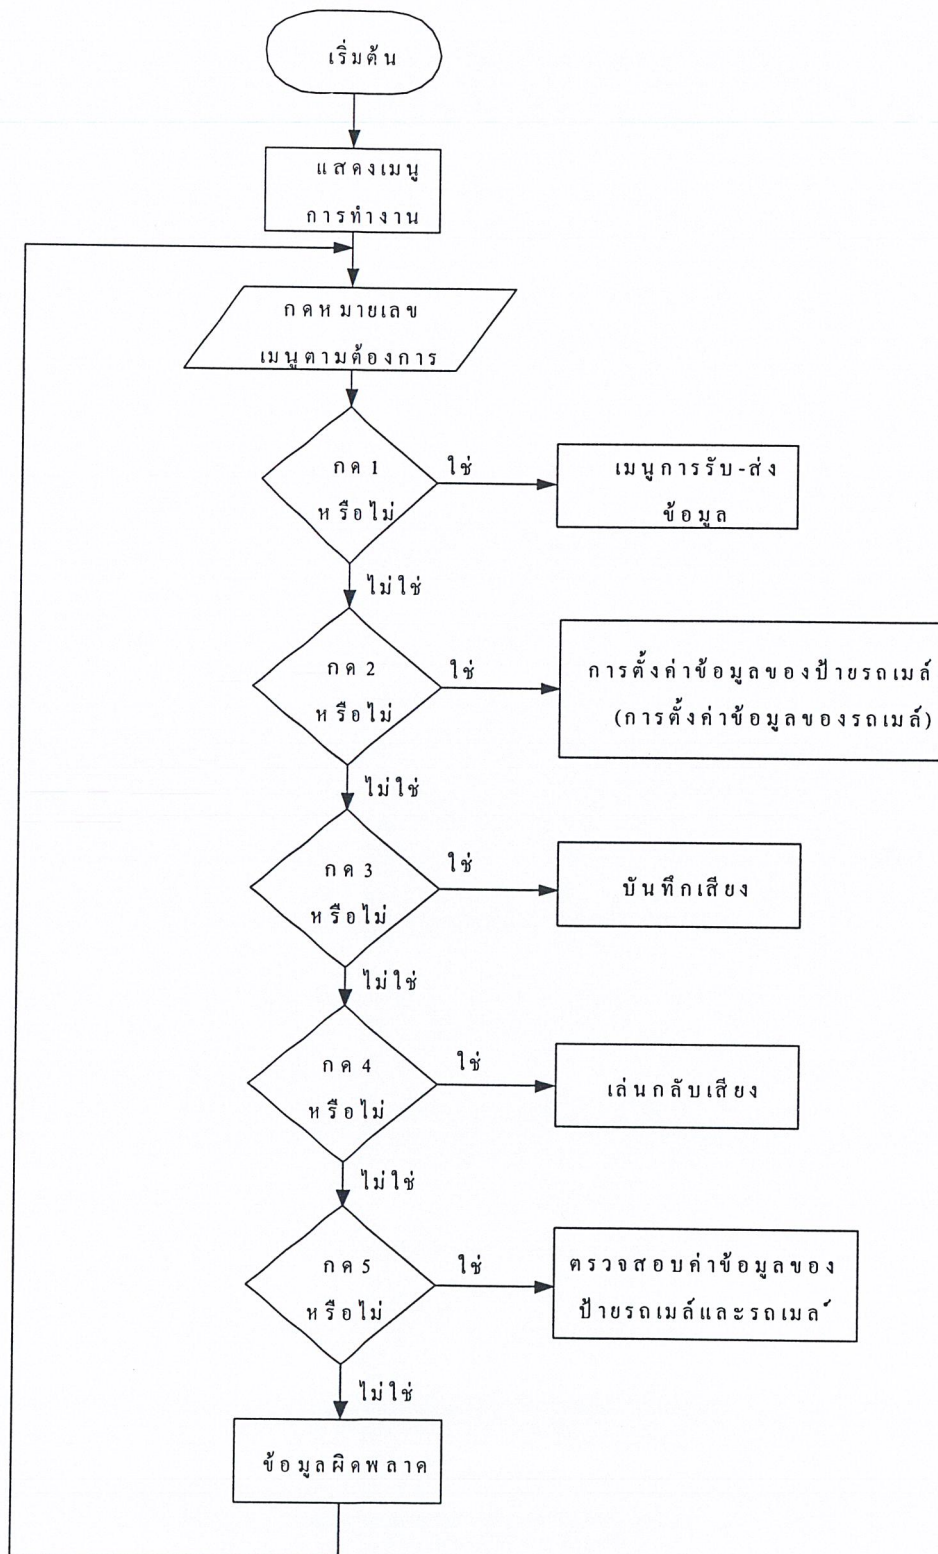 เริ่มต้น
แสดงเมนู
การทำงาน
กดหมายเลข
เมนูตามต้องการ
กด 1
หรือไม่
ใช่
เมนูการรับ-ส่ง
ข้อมูล
ไม่ใช่
กด 2
หรือไม่
ใช่
การตั้งค่าข้อมูลของป้ายรถเมล์
(การตั้งค่าข้อมูลของรถเมล์)
ไม่ใช่
กด 3
หรือไม่
ใช่
บันทึกเสียง
ไม่ใช่
กด 4
หรือไม่
ใช่
เล่นกลับเสียง
ไม่ใช่
กด 5
หรือไม่
ใช่
ตรวจสอบค่าข้อมูลของ
ป้ายรถเมล์และรถเมล์
ไม่ใช่
ข้อมูลผิดพลาด